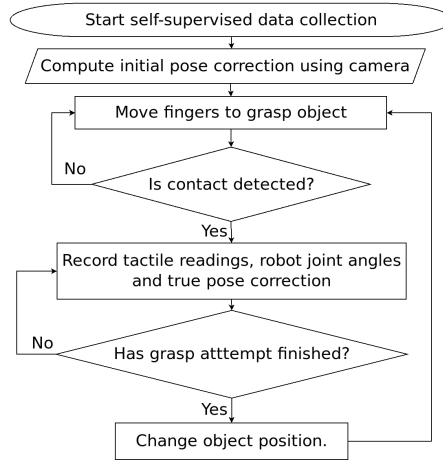 Start self-supervised data collection
Compute initial pose correction using camera
Move fingers to grasp object
No
Is contact detected?
Yes
Record tactile readings, robot joint angles
and true pose correction
No
Has grasp atttempt finished?
Yes
Change object position.